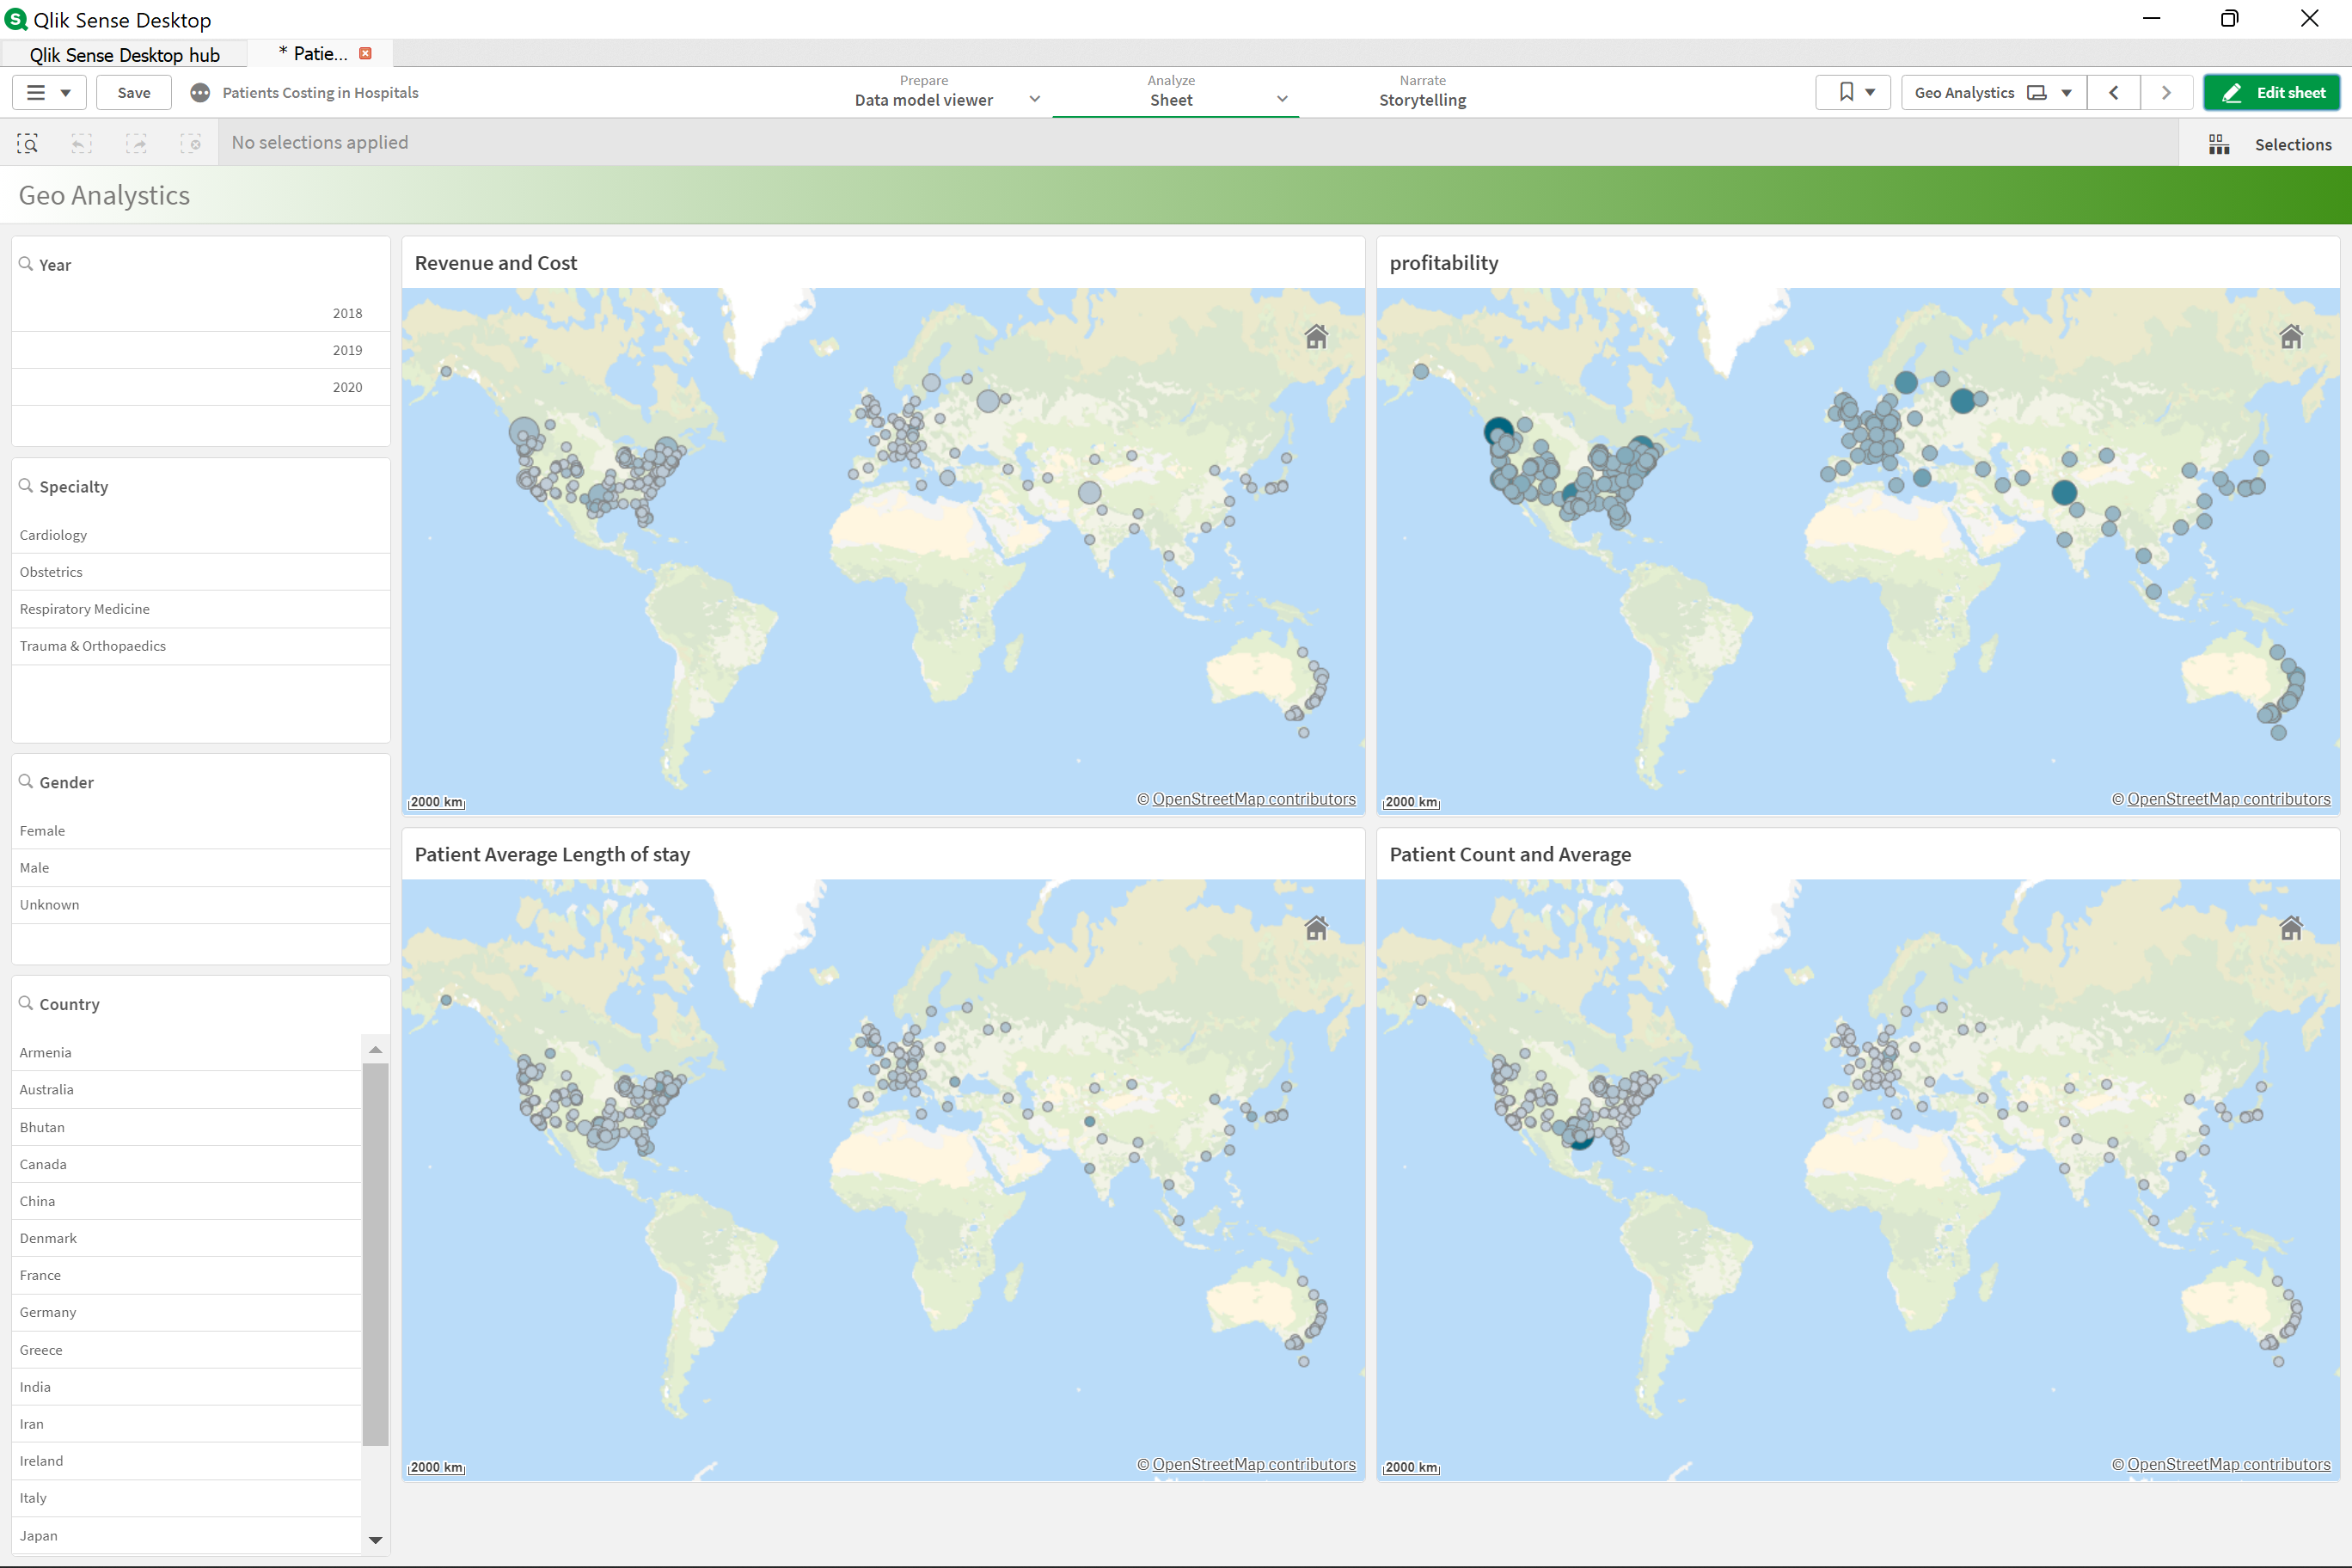 Qlik Sense Desktop
Qlik Sense Desktop hub
* Patie...
Save
Patients Costing in Hospitals
Prepare
Data model viewer
Analyze
Sheet
Narrate
Storytelling
Geo Analystics
Edit sheet
No selections applied
Selections
Geo Analystics
Year
2018
2019
2020
Specialty
Cardiology
Obstetrics
Respiratory Medicine
Trauma & Orthopaedics
Gender
Female
Male
Unknown
Country
Armenia
Australia
Bhutan
Canada
China
Denmark
France
Germany
Greece
India
Iran
Ireland
Italy
Japan
Revenue and Cost
2000 km
© OpenStreetMap contributors
profitability
2000 km
© OpenStreetMap contributors
Patient Average Length of stay
2000 km
© OpenStreetMap contributors
Patient Count and Average
2000 km
© OpenStreetMap contributors